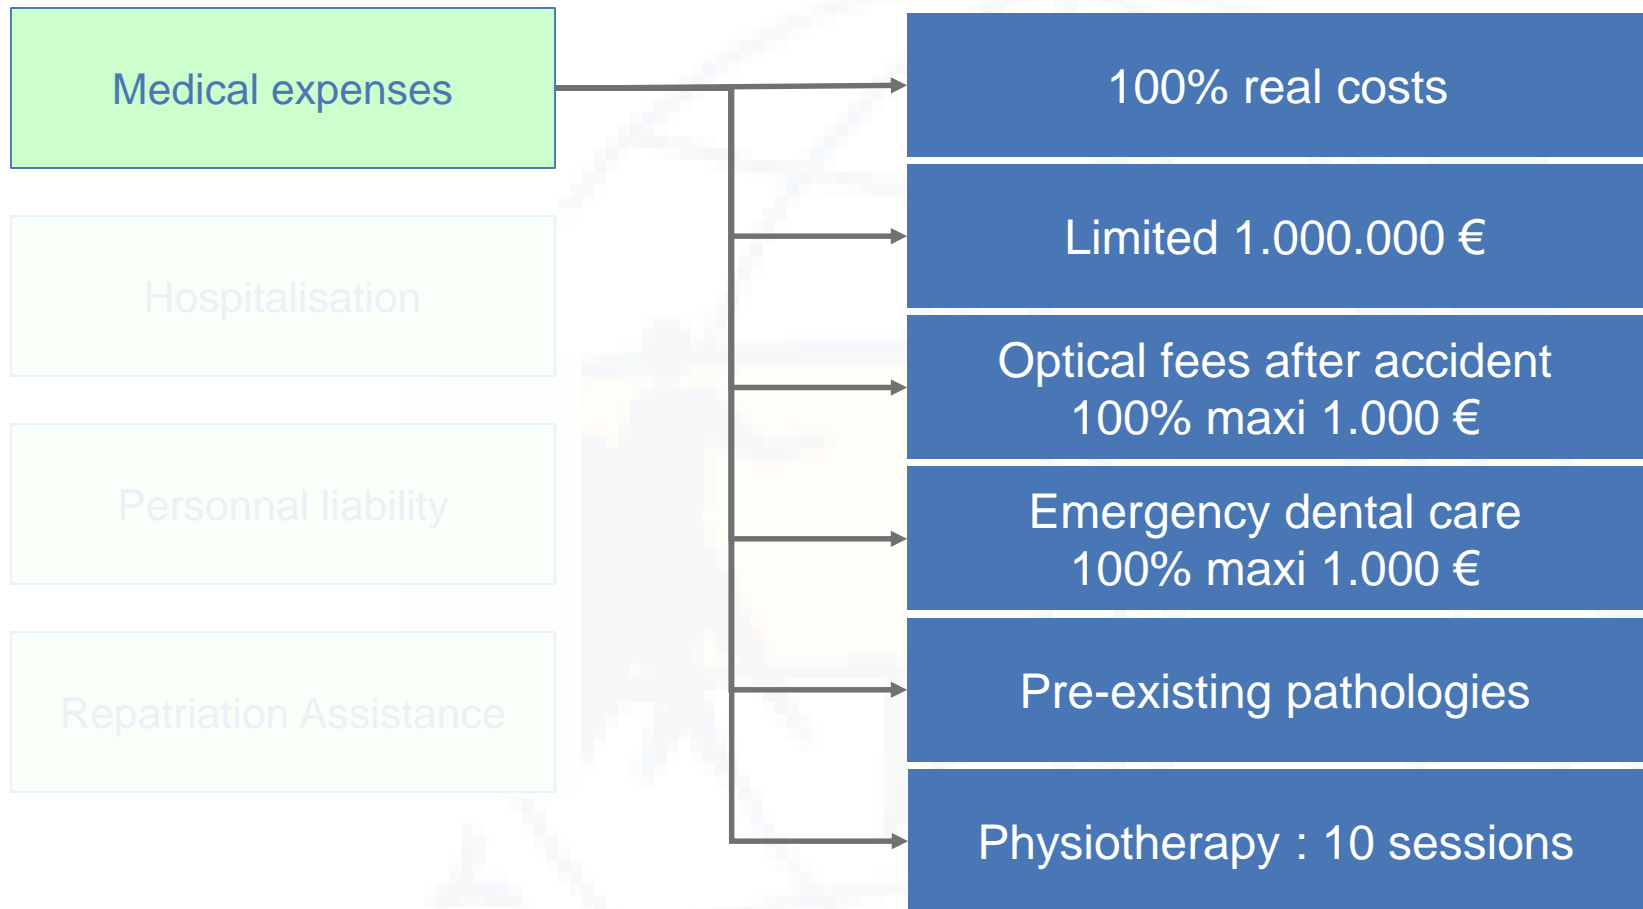 Medical expenses
Hospitalisation
Personnal liability
Repatriation Assistance
100% real costs
Limited 1.000.000 €
Optical fees after accident
100% maxi 1.000 €
Emergency dental care
100% maxi 1.000 €
Pre-existing pathologies
Physiotherapy : 10 sessions